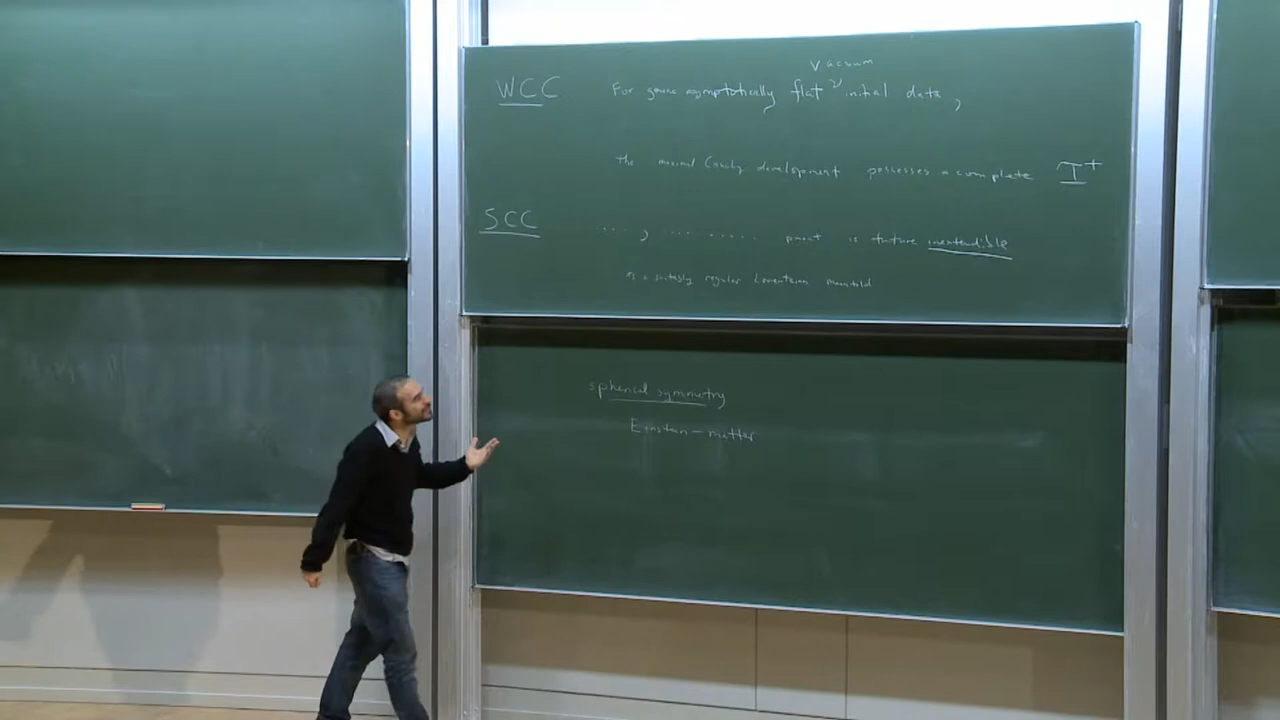 vacuum
WCC For generic asymptotically flat initial data,
the maximal Cauchy development possesses a complete I+
SCC ..., ........ is future inextendible
as a suitably regular Lorentzian manifold
spherical symmetry
Einstein-matter